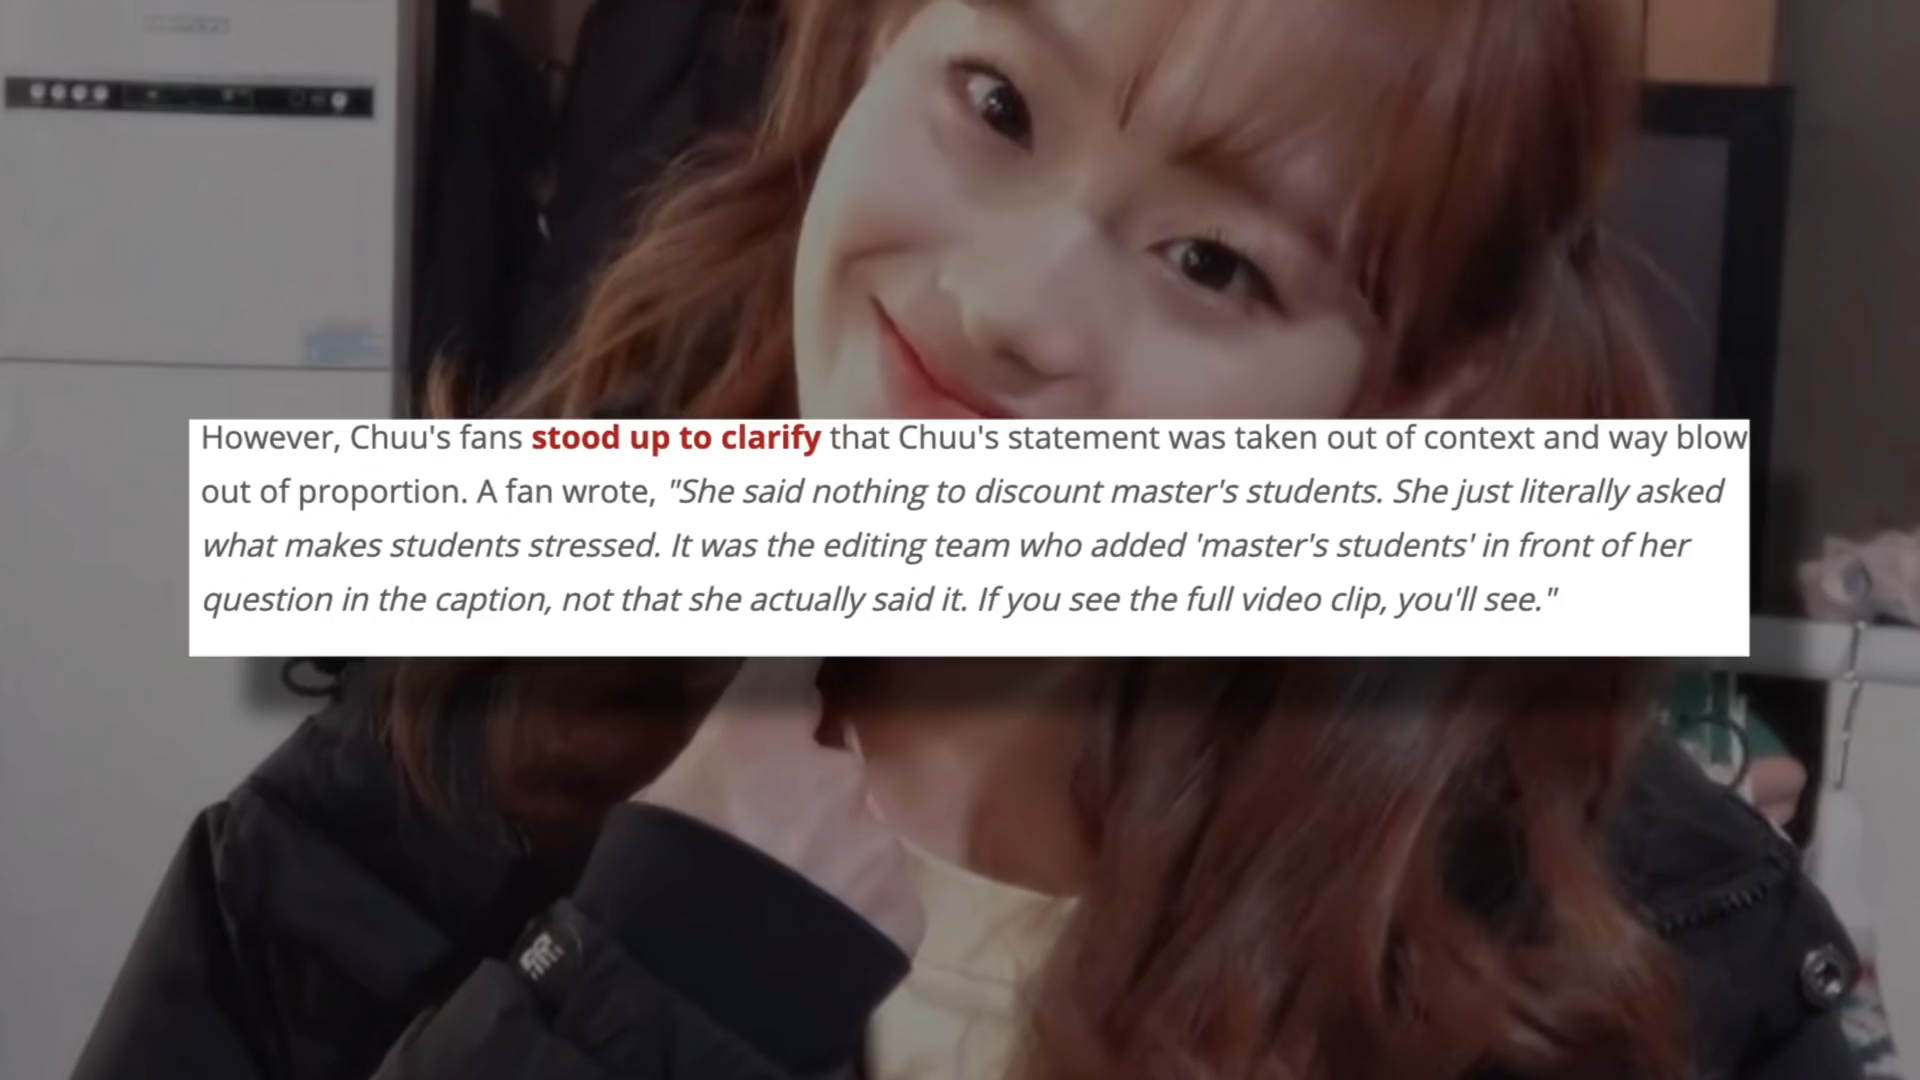 However, Chuu's fans stood up to clarify that Chuu's statement was taken out of context and way blow
out of proportion. A fan wrote, "She said nothing to discount master's students. She just literally asked
what makes students stressed. It was the editing team who added 'master's students' in front of her
question in the caption, not that she actually said it. If you see the full video clip, you'll see."